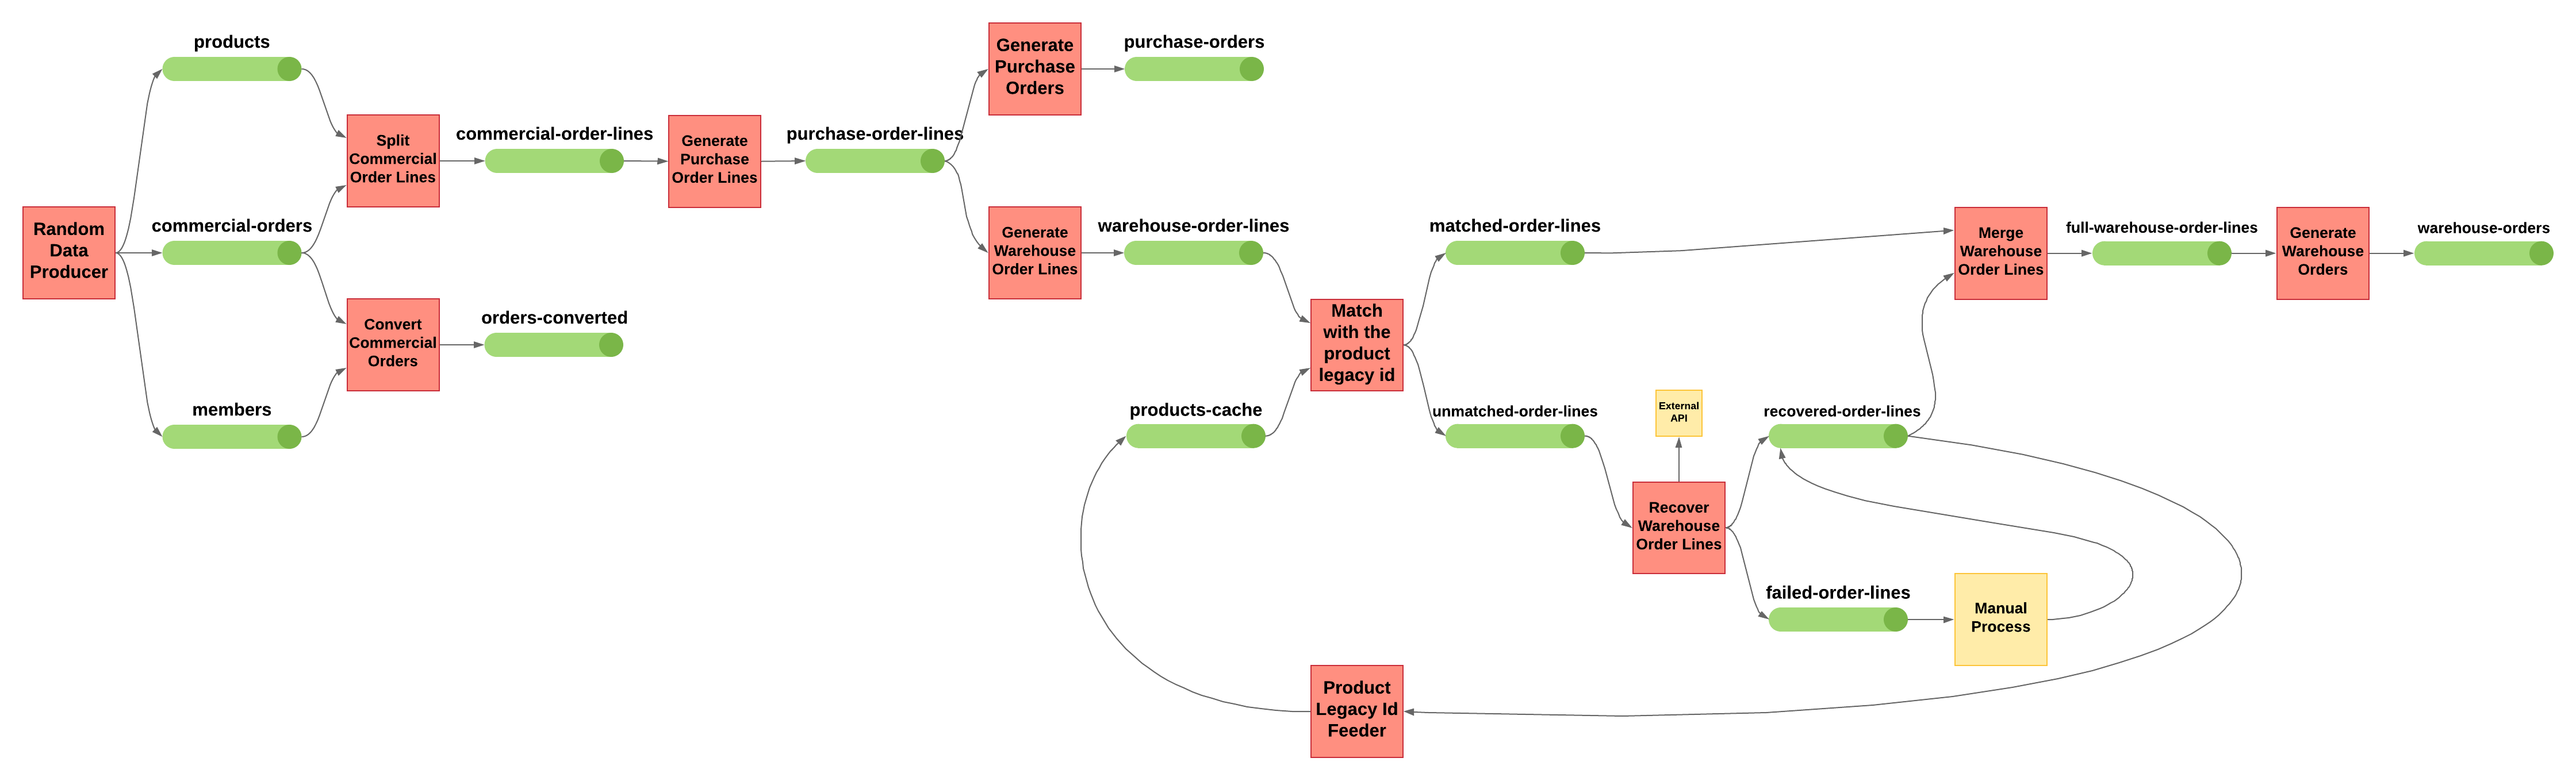 products
Generate
Purchase
Orders
purchase-orders
Split
Commercial
Order Lines
commercial-order-lines
Generate
Purchase
Order Lines
purchase-order-lines
Random
Data
Producer
commercial-orders
Generate
Warehouse
Order Lines
warehouse-order-lines
matched-order-lines
Merge
Warehouse
Order Lines
full-warehouse-order-lines
Generate
Warehouse
Orders
warehouse-orders
Convert
Commercial
Orders
orders-converted
Match
with the
product
legacy id
members
products-cache
unmatched-order-lines
External
API
recovered-order-lines
Recover
Warehouse
Order Lines
failed-order-lines
Manual
Process
Product
Legacy Id
Feeder